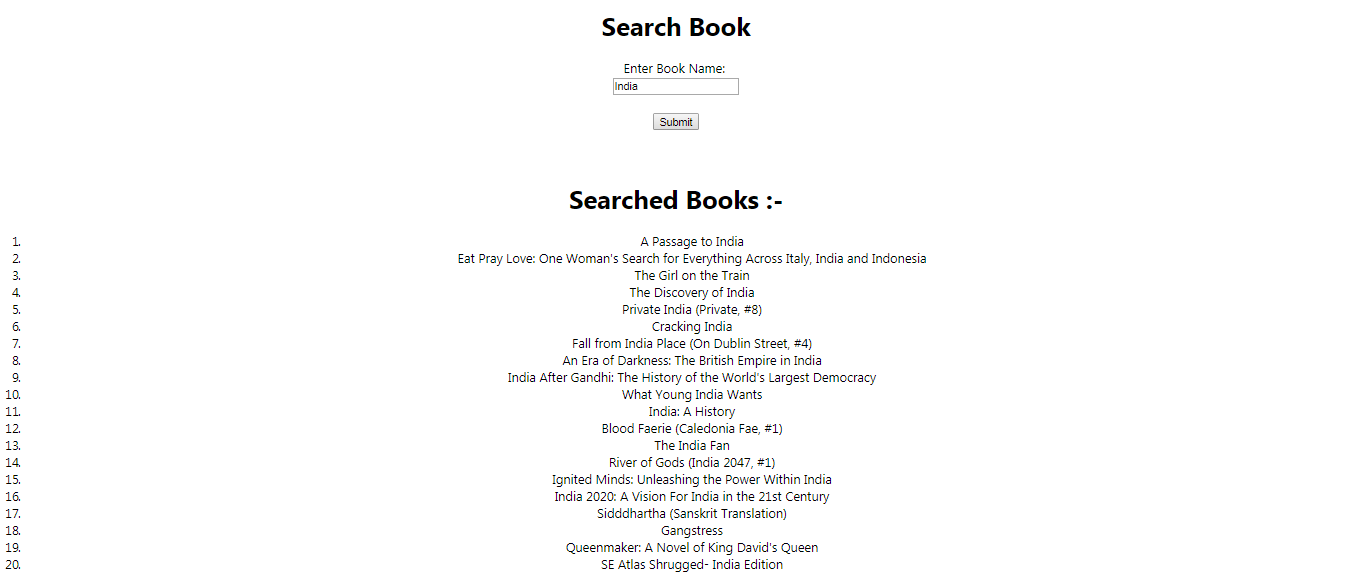 Search Book
Enter Book Name:
India
Submit
Searched Books :-
1. A Passage to India
2. Eat Pray Love: One Woman's Search for Everything Across Italy, India and Indonesia
3. The Girl on the Train
4. The Discovery of India
5. Private India (Private, #8)
6. Cracking India
7. Fall from India Place (On Dublin Street, #4)
8. An Era of Darkness: The British Empire in India
9. India After Gandhi: The History of the World's Largest Democracy
10. What Young India Wants
11. India: A History
12. Blood Faerie (Caledonia Fae, #1)
13. The India Fan
14. River of Gods (India 2047, #1)
15. Ignited Minds: Unleashing the Power Within India
16. India 2020: A Vision For India in the 21st Century
17. Sidddhartha (Sanskrit Translation)
18. Gangstress
19. Queenmaker: A Novel of King David's Queen
20. SE Atlas Shrugged- India Edition